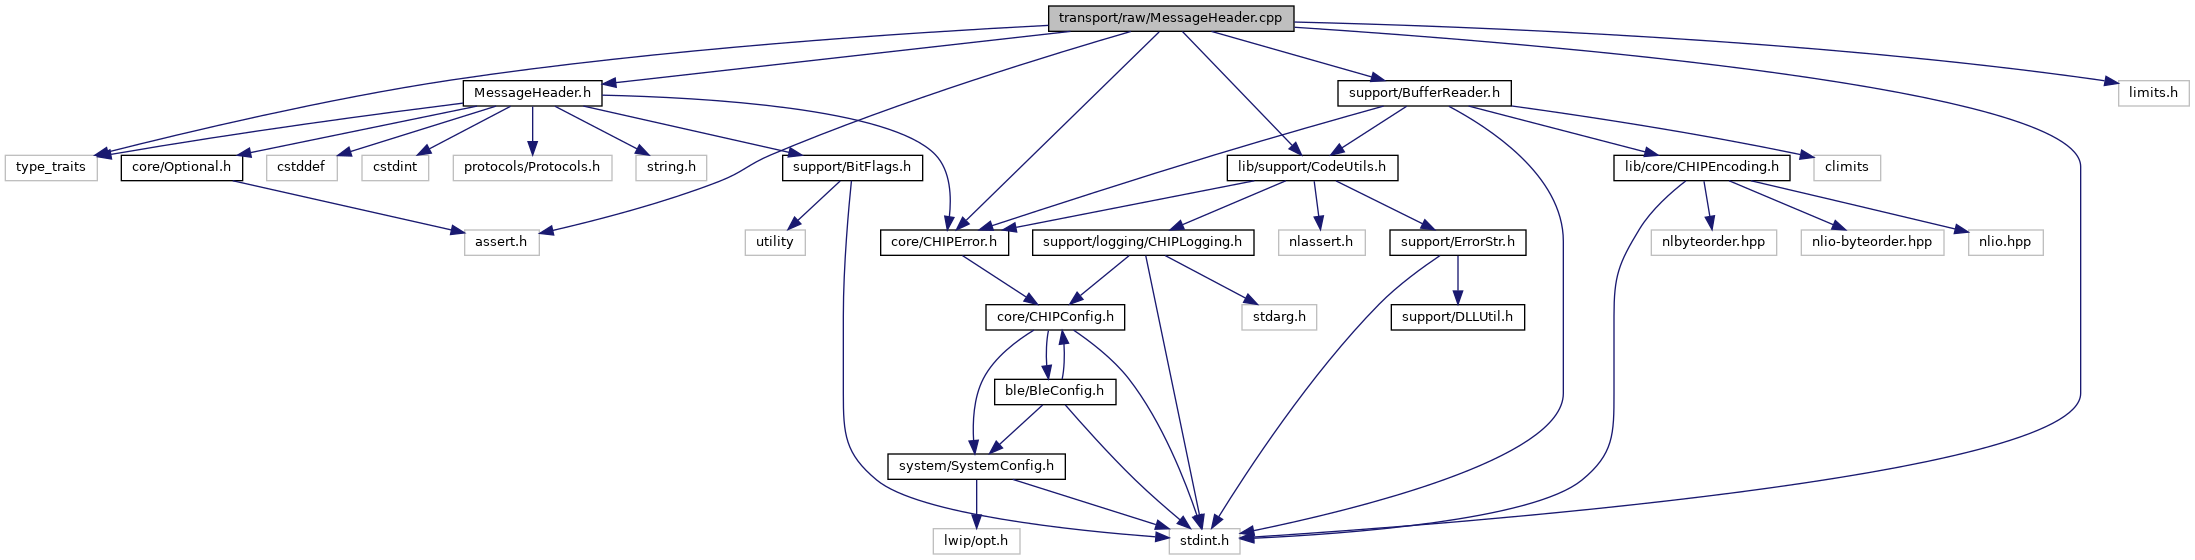 transport/raw/MessageHeader.cpp
MessageHeader.h
support/BufferReader.h
limits.h
type_traits
core/Optional.h
cstddef
cstdint
protocols/Protocols.h
string.h
support/BitFlags.h
lib/support/CodeUtils.h
lib/core/CHIPEncoding.h
climits
assert.h
utility
core/CHIPError.h
support/logging/CHIPLogging.h
nlassert.h
support/ErrorStr.h
nlbyteorder.hpp
nlio-byteorder.hpp
nlio.hpp
core/CHIPConfig.h
stdarg.h
support/DLLUtil.h
ble/BleConfig.h
system/SystemConfig.h
lwip/opt.h
stdint.h